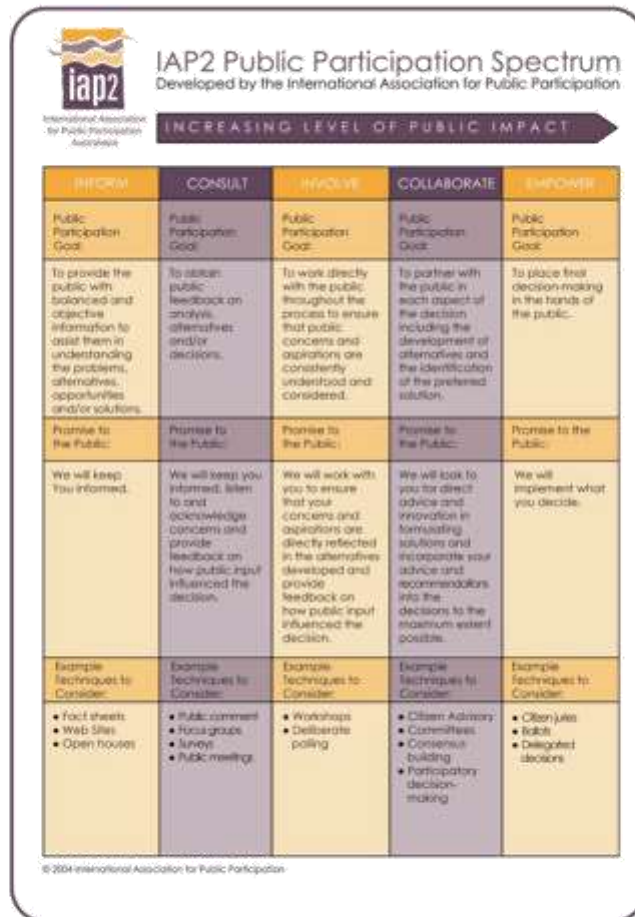 iap2
International Association
for Public Participation
Australasia
IAP2 Public Participation Spectrum
Developed by the International Association for Public Participation
INCREASING LEVEL OF PUBLIC IMPACT
INFORM
Public
Participation
Goal:
To provide the
public with
balanced and
objective
information to
assist them in
understanding
the problems,
alternatives,
opportunities
and/or solutions.
Promise to
the Public:
We will keep
You informed.
Example
Techniques to
Consider:
• Fact sheets
• Web Sites
• Open houses
CONSULT
Public
Participation
Goal:
To obtain
public
feedback on
analysis,
alternatives
and/or
decisions.
Promise to
the Public:
We will keep you
informed, listen
to and
acknowledge
concerns and
provide
feedback on
how public input
influenced the
decision.
Example
Techniques to
Consider:
• Public comment
• Focus groups
• Surveys
• Public meetings
INVOLVE
Public
Participation
Goal:
To work directly
with the public
throughout the
process to ensure
that public
concerns and
aspirations are
consistently
understood and
considered.
Promise to
the Public:
We will work with
you to ensure
that your
concerns and
aspirations are
directly reflected
in the alternatives
developed and
provide
feedback on
how public input
influenced the
decision.
Example
Techniques to
Consider:
• Workshops
• Deliberate
polling
COLLABORATE
Public
Participation
Goal:
To partner with
the public in
each aspect of
the decision
including the
development of
alternatives and
the identification
of the preferred
solution.
Promise to
the Public:
We will look to
you for direct
advice and
innovation in
formulating
solutions and
incorporate your
advice and
recommendations
into the
decisions to the
maximum extent
possible.
Example
Techniques to
Consider:
• Citizen Advisory
• Committees
• Consensus
building
• Participatory
decision-
making
EMPOWER
Public
Participation
Goal:
To place final
decision-making
in the hands of
the public.
Promise to the
Public:
We will
implement what
you decide.
Example
Techniques to
Consider:
• Citizen juries
• Ballots
• Delegated
decisions
© 2004 International Association for Public Participation